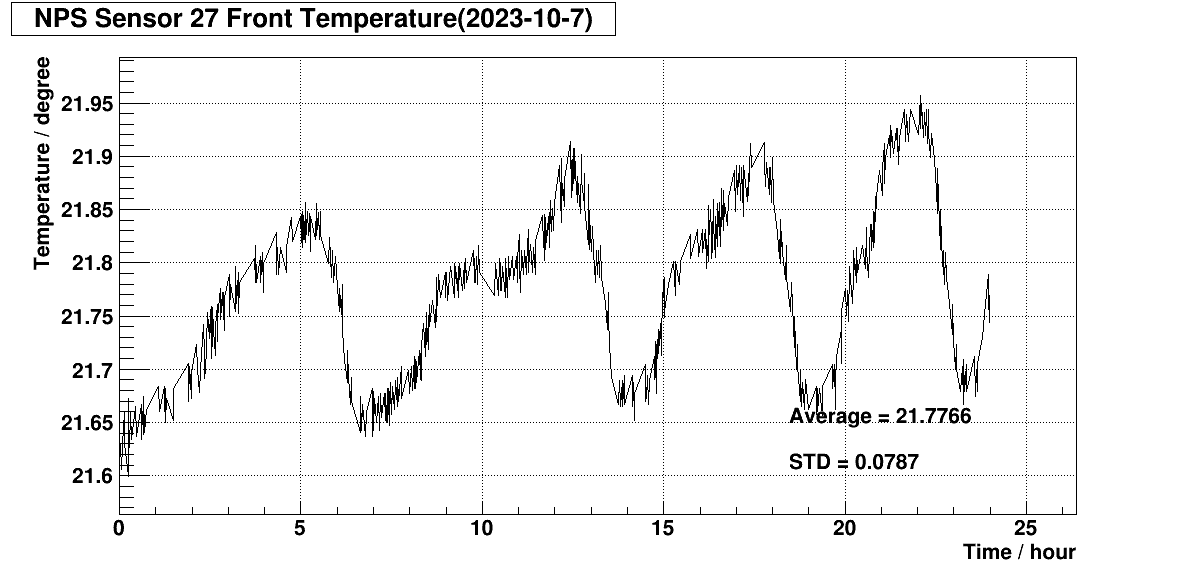 NPS Sensor 27 Front Temperature(2023-10-7)
Temperature / degree
21.95
21.9
21.85
21.8
21.75
21.7
21.65
21.6
Average = 21.7766
STD = 0.0787
0 5 10 15 20 25
Time / hour